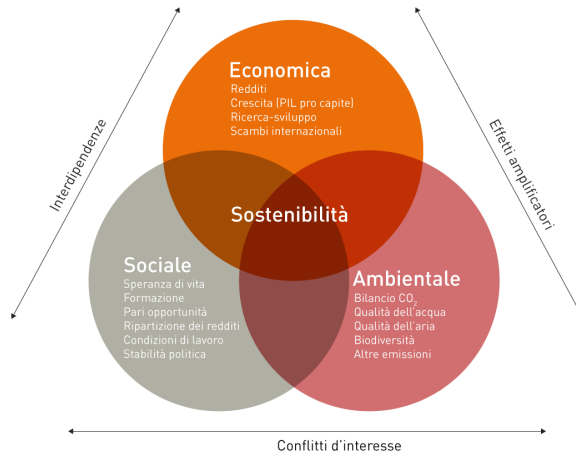 Economica
Redditi
Crescita (PIL pro capite)
Ricerca-sviluppo
Scambi internazionali
Interdipendenze
Effetti amplificatori
Sostenibilità
Sociale
Speranza di vita
Formazione
Pari opportunità
Ripartizione dei redditi
Condizioni di lavoro
Stabilità politica
Ambientale
Bilancio CO₂
Qualità dell'acqua
Qualità dell'aria
Biodiversità
Altre emissioni
Conflitti d'interesse